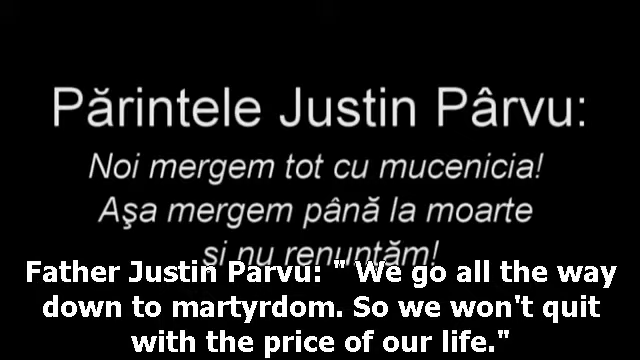 Părintele Justin Pârvu:
Noi mergem tot cu mucenicia!
Aşa mergem până la moarte
şi nu renunţăm!
Father Justin Parvu: " We go all the way
down to martyrdom. So we won't quit
with the price of our life."